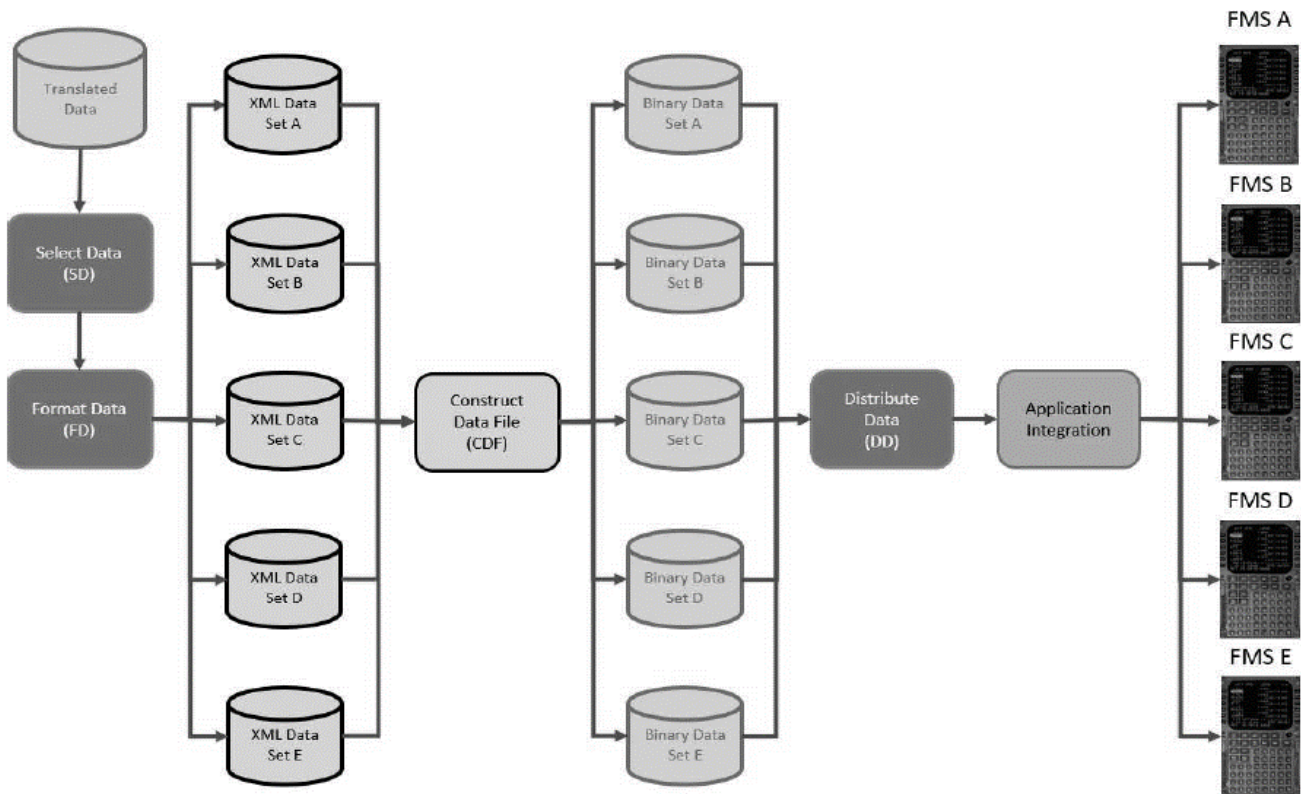 Translated
Data
Select Data
(SD)
Format Data
(FD)
XML Data
Set A
XML Data
Set B
XML Data
Set C
XML Data
Set D
XML Data
Set E
Construct
Data File
(CDF)
Binary Data
Set A
Binary Data
Set B
Binary Data
Set C
Binary Data
Set D
Binary Data
Set E
Distribute
Data
(DD)
Application
Integration
FMS A
FMS B
FMS C
FMS D
FMS E